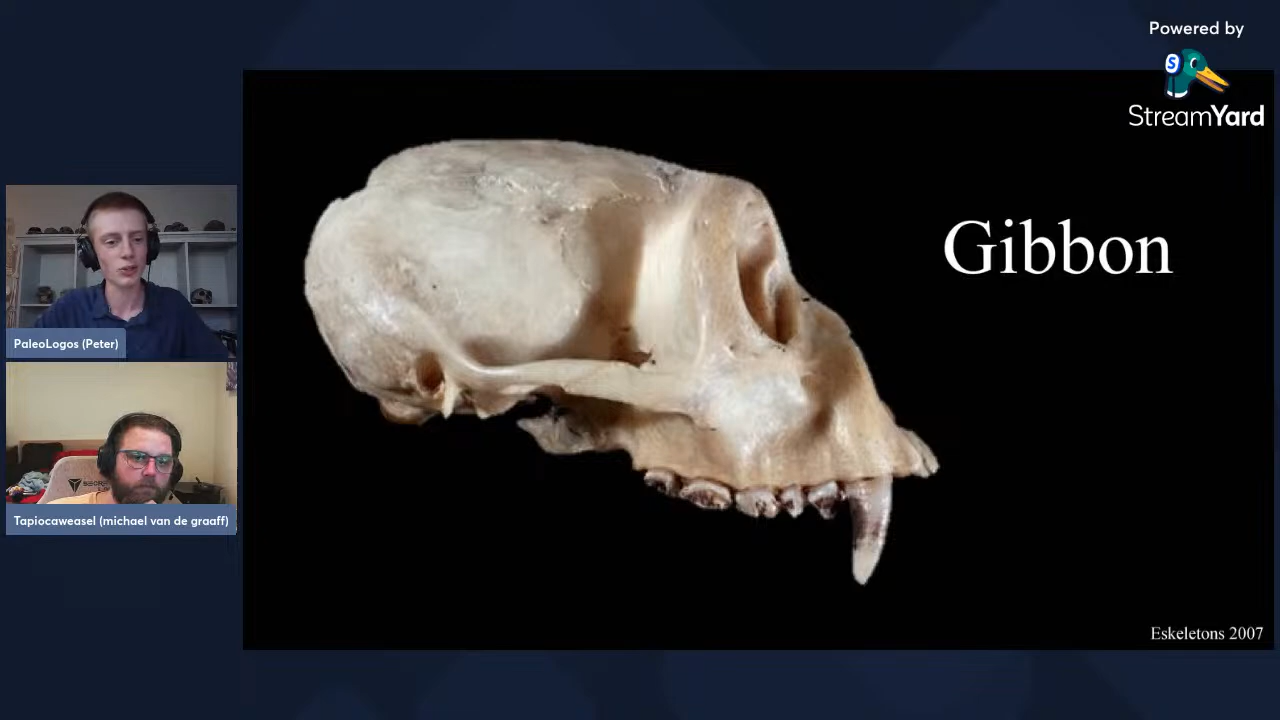 Powered by
StreamYard
Gibbon
PaleoLogos (Peter)
Tapiocaweasel (michael van de graaff)
Eskeletons 2007